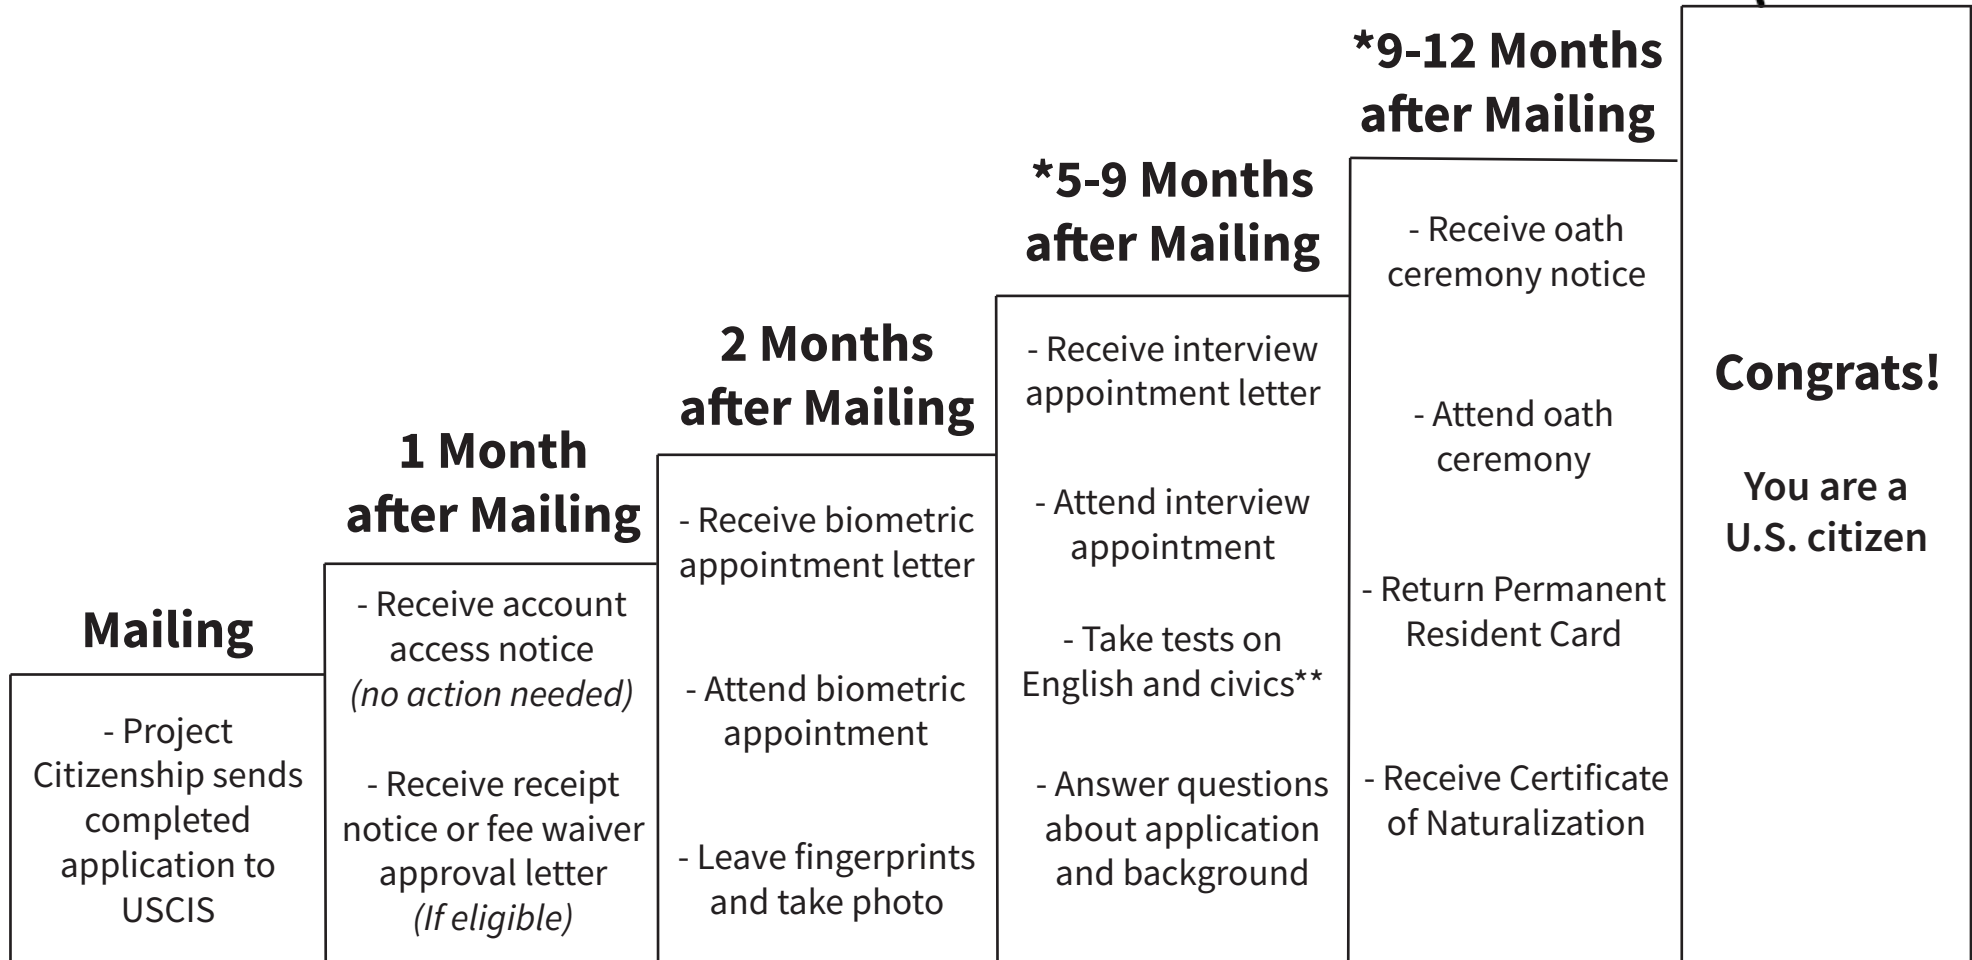 Mailing
- Project
Citizenship sends
completed
application to
USCIS
1 Month
after Mailing
- Receive account
access notice
(no action needed)
- Receive receipt
notice or fee waiver
approval letter
(If eligible)
2 Months
after Mailing
- Receive biometric
appointment letter
- Attend biometric
appointment
- Leave fingerprints
and take photo
*5-9 Months
after Mailing
- Receive interview
appointment letter
- Attend interview
appointment
- Take tests on
English and civics**
- Answer questions
about application
and background
*9-12 Months
after Mailing
- Receive oath
ceremony notice
- Attend oath
ceremony
- Return Permanent
Resident Card
- Receive Certificate
of Naturalization
Congrats!
You are a
U.S. citizen